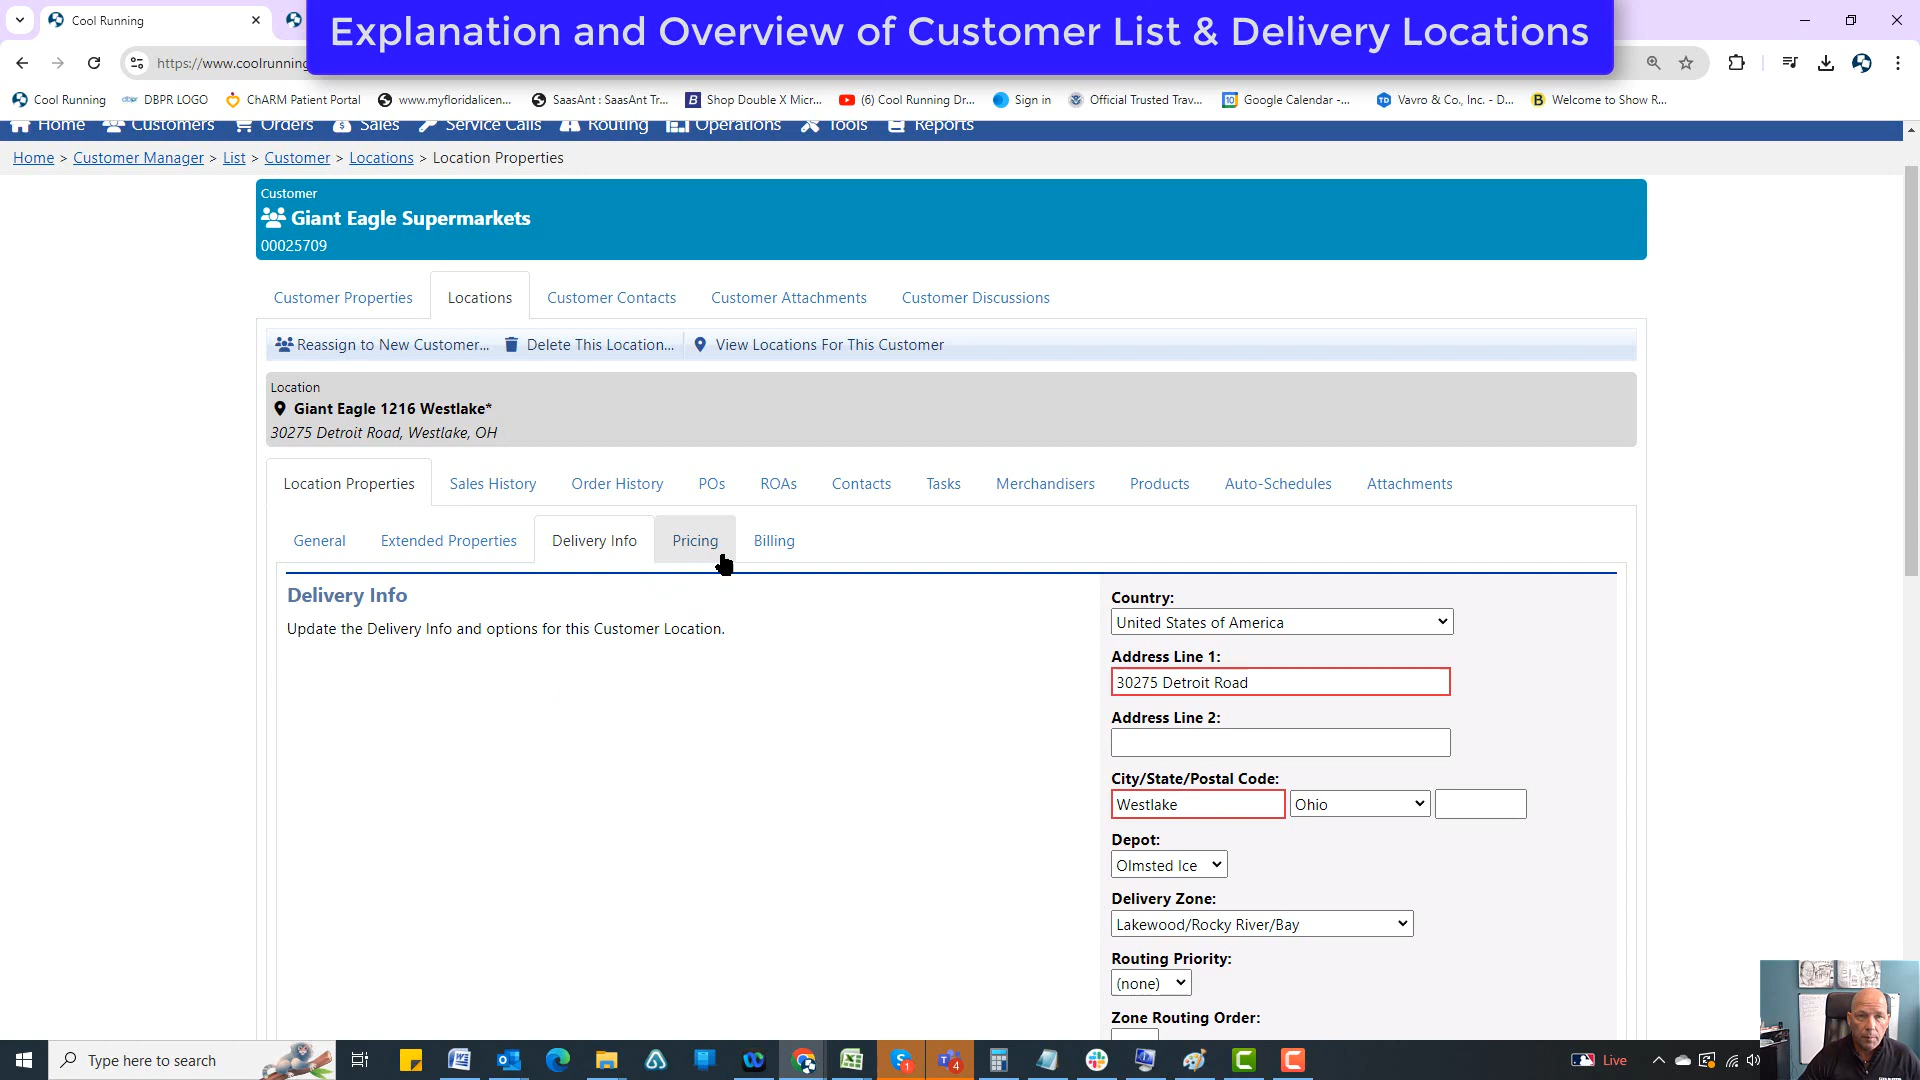 Cool Running
Explanation and Overview of Customer List & Delivery Locations
https://www.coolrunning
Cool Running
DBPR LOGO
ChARM Patient Portal
www.myfloridalicen...
SaasAnt : SaasAnt Tr...
Shop Double X Micr...
(6) Cool Running Dr...
Sign in
Official Trusted Trav...
Google Calendar -...
Vavro & Co., Inc. - D...
Welcome to Show R...
Home Customers Orders Sales Service Calls Routing Operations Tools Reports
Home > Customer Manager > List > Customer > Locations > Location Properties
Customer
Giant Eagle Supermarkets
00025709
Customer Properties Locations Customer Contacts Customer Attachments Customer Discussions
Reassign to New Customer... Delete This Location... View Locations For This Customer
Location
Giant Eagle 1216 Westlake*
30275 Detroit Road, Westlake, OH
Location Properties Sales History Order History POs ROAs Contacts Tasks Merchandisers Products Auto-Schedules Attachments
General Extended Properties Delivery Info Pricing Billing
Delivery Info
Update the Delivery Info and options for this Customer Location.
Country:
United States of America
Address Line 1:
30275 Detroit Road
Address Line 2:
City/State/Postal Code:
Westlake Ohio
Depot:
Olmsted Ice
Delivery Zone:
Lakewood/Rocky River/Bay
Routing Priority:
(none)
Zone Routing Order:
Type here to search
1
4
Live